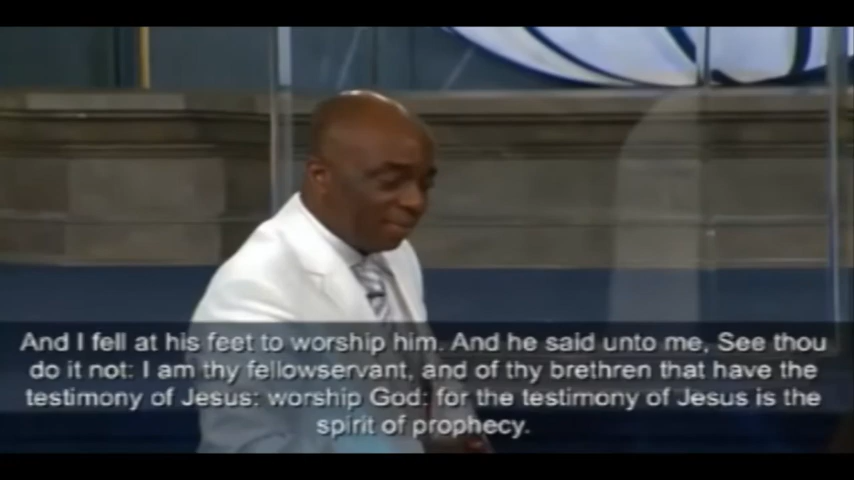 And I fell at his feet to worship him. And he said unto me, See thou
do it not: I am thy fellowservant, and of thy brethren that have the
testimony of Jesus: worship God: for the testimony of Jesus is the
spirit of prophecy.